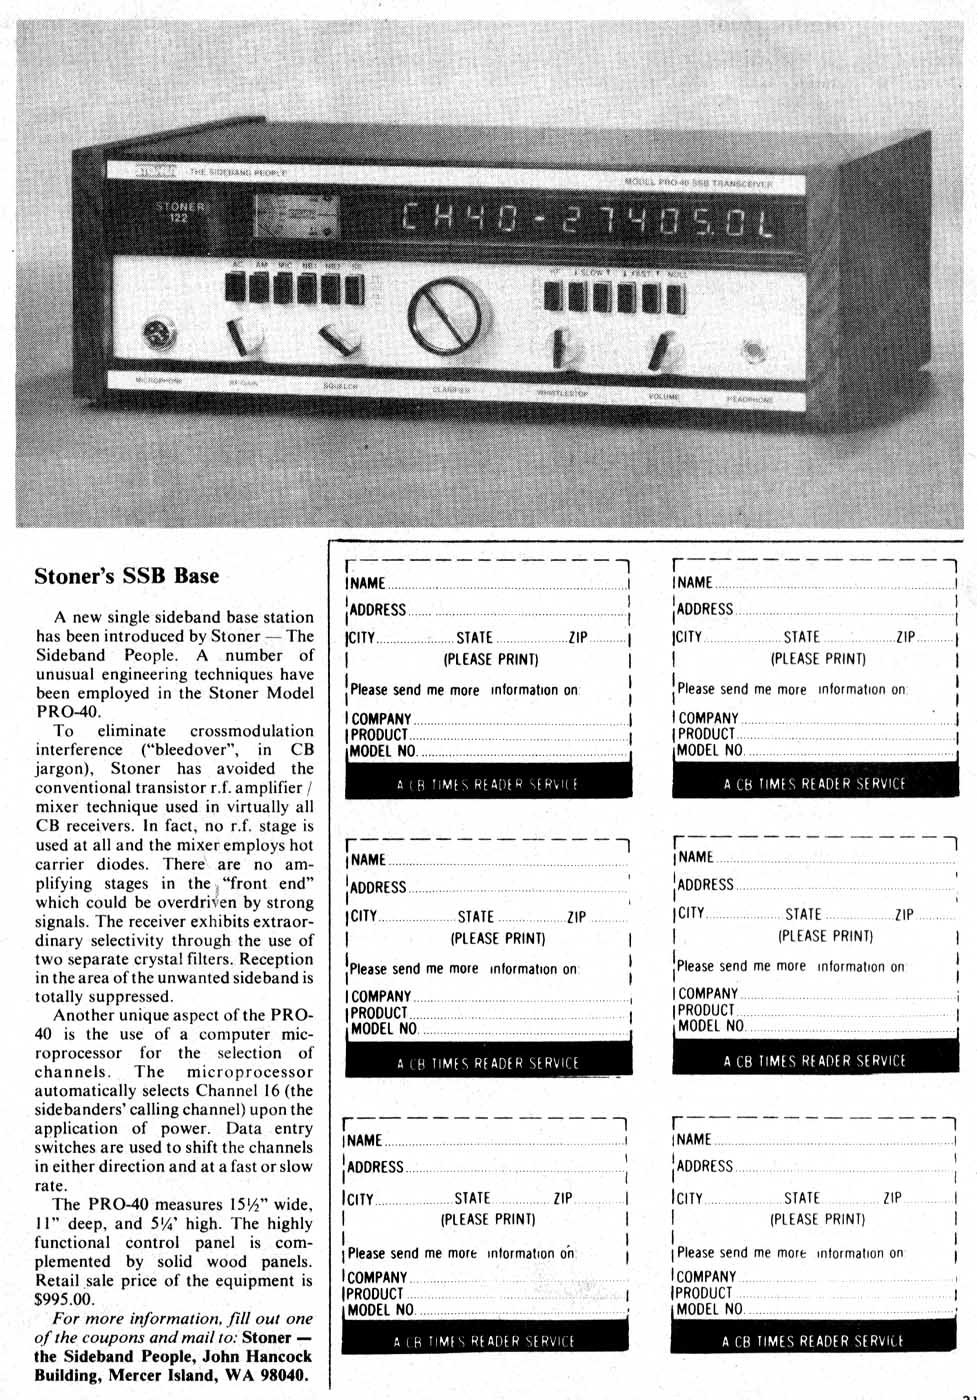 STONER THE SIDEBAND PEOPLE
MODEL PRO-40 SSB TRANSCEIVER
STONER
122
CH40-27405.0L
AC AM MIC NB1 NB2
SLOW FAST NULL
MICROPHONE RF GAIN SQUELCH CLARIFIER WHISTLESTOP VOLUME HEADPHONE
Stoner's SSB Base
A new single sideband base station
has been introduced by Stoner — The
Sideband People. A number of
unusual engineering techniques have
been employed in the Stoner Model
PRO-40.
To eliminate crossmodulation
interference ("bleedover", in CB
jargon), Stoner has avoided the
conventional transistor r.f. amplifier /
mixer technique used in virtually all
CB receivers. In fact, no r.f. stage is
used at all and the mixer employs hot
carrier diodes. There are no am-
plifying stages in the "front end"
which could be overdriven by strong
signals. The receiver exhibits extraor-
dinary selectivity through the use of
two separate crystal filters. Reception
in the area of the unwanted sideband is
totally suppressed.
Another unique aspect of the PRO-
40 is the use of a computer mic-
roprocessor for the selection of
channels. The microprocessor
automatically selects Channel 16 (the
sidebanders' calling channel) upon the
application of power. Data entry
switches are used to shift the channels
in either direction and at a fast or slow
rate.
The PRO-40 measures 15½" wide,
11" deep, and 5¼' high. The highly
functional control panel is com-
plemented by solid wood panels.
Retail sale price of the equipment is
$995.00.
For more information, fill out one
of the coupons and mail to: Stoner —
the Sideband People, John Hancock
Building, Mercer Island, WA 98040.
NAME
ADDRESS
CITY STATE ZIP
(PLEASE PRINT)
Please send me more information on:
COMPANY
PRODUCT
MODEL NO.
A CB TIMES READER SERVICE
NAME
ADDRESS
CITY STATE ZIP
(PLEASE PRINT)
Please send me more information on:
COMPANY
PRODUCT
MODEL NO.
A CB TIMES READER SERVICE
NAME
ADDRESS
CITY STATE ZIP
(PLEASE PRINT)
Please send me more information on:
COMPANY
PRODUCT
MODEL NO.
A CB TIMES READER SERVICE
NAME
ADDRESS
CITY STATE ZIP
(PLEASE PRINT)
Please send me more information on:
COMPANY
PRODUCT
MODEL NO.
A CB TIMES READER SERVICE
NAME
ADDRESS
CITY STATE ZIP
(PLEASE PRINT)
Please send me more information on:
COMPANY
PRODUCT
MODEL NO.
A CB TIMES READER SERVICE
NAME
ADDRESS
CITY STATE ZIP
(PLEASE PRINT)
Please send me more information on:
COMPANY
PRODUCT
MODEL NO.
A CB TIMES READER SERVICE